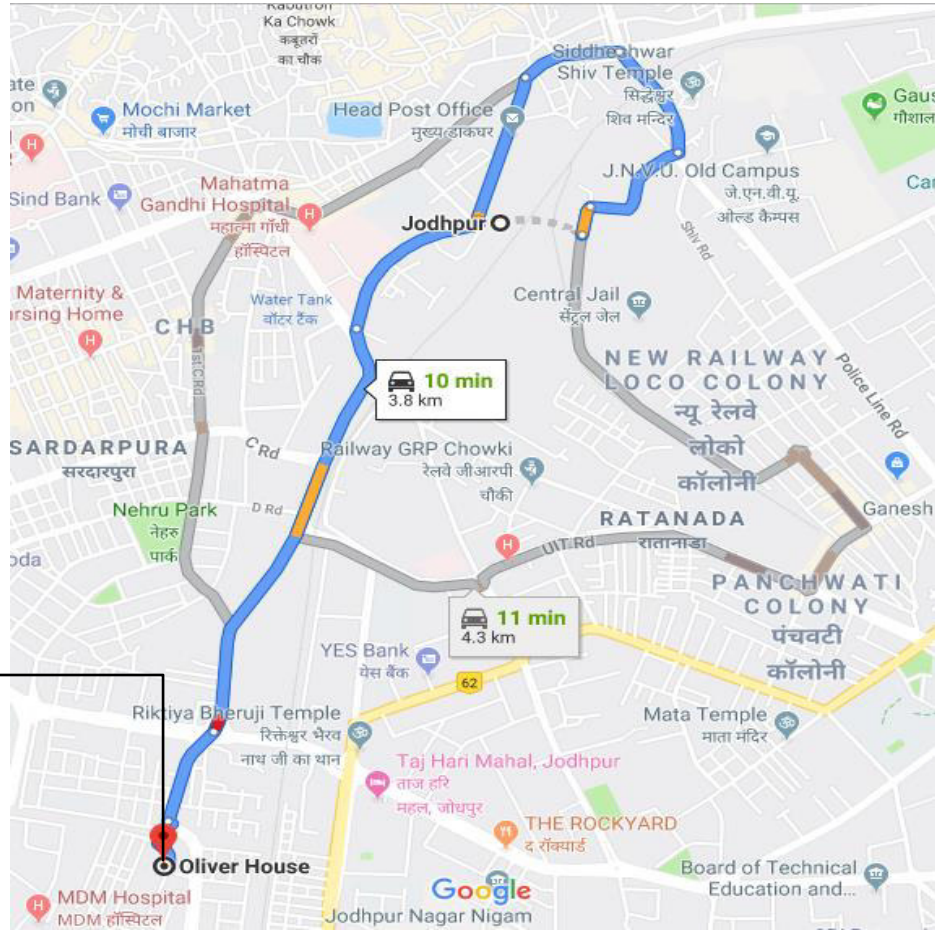 Ka Chowk
कबूतरों
का चौक
Siddheshwar
Shiv Temple
सिद्धेश्वर
शिव मन्दिर
Mochi Market
मोची बाजार
Head Post Office
मुख्य डाकघर
Gaus
गौशाल
H
J.N.V.U. Old Campus
जे.एन.वी.यू.
ओल्ड कैम्पस
Sind Bank
Mahatma
Gandhi Hospital
महात्मा गाँधी
हॉस्पिटल
H
Jodhpur
Shiv Rd
Central Jail
सेंट्रल जेल
Maternity &
rsing Home
H
Water Tank
वॉटर टैंक
CHB
1st C Rd
NEW RAILWAY
LOCO COLONY
न्यू रेलवे
लोको
कॉलोनी
Police Line Rd
10 min
3.8 km
SARDARPURA
सरदारपुरा
C Rd
Railway GRP Chowki
रेलवे जीआरपी
चौकी
Ganesh
Nehru Park
नेहरु
पार्क
D Rd
RATANADA
रातानाडा
H
UIT Rd
oda
PANCHWATI
COLONY
पंचवटी
कॉलोनी
11 min
4.3 km
YES Bank
येस बैंक
62
Riktiya Bheruji Temple
रिक्तेश्वर भैरव
नाथ जी का थान
Mata Temple
माता मंदिर
Taj Hari Mahal, Jodhpur
ताज हरि
महल, जोधपुर
THE ROCKYARD
द रॉक्यार्ड
Oliver House
Board of Technical
Education and...
H
MDM Hospital
MDM हॉस्पिटल
Google
Jodhpur Nagar Nigam